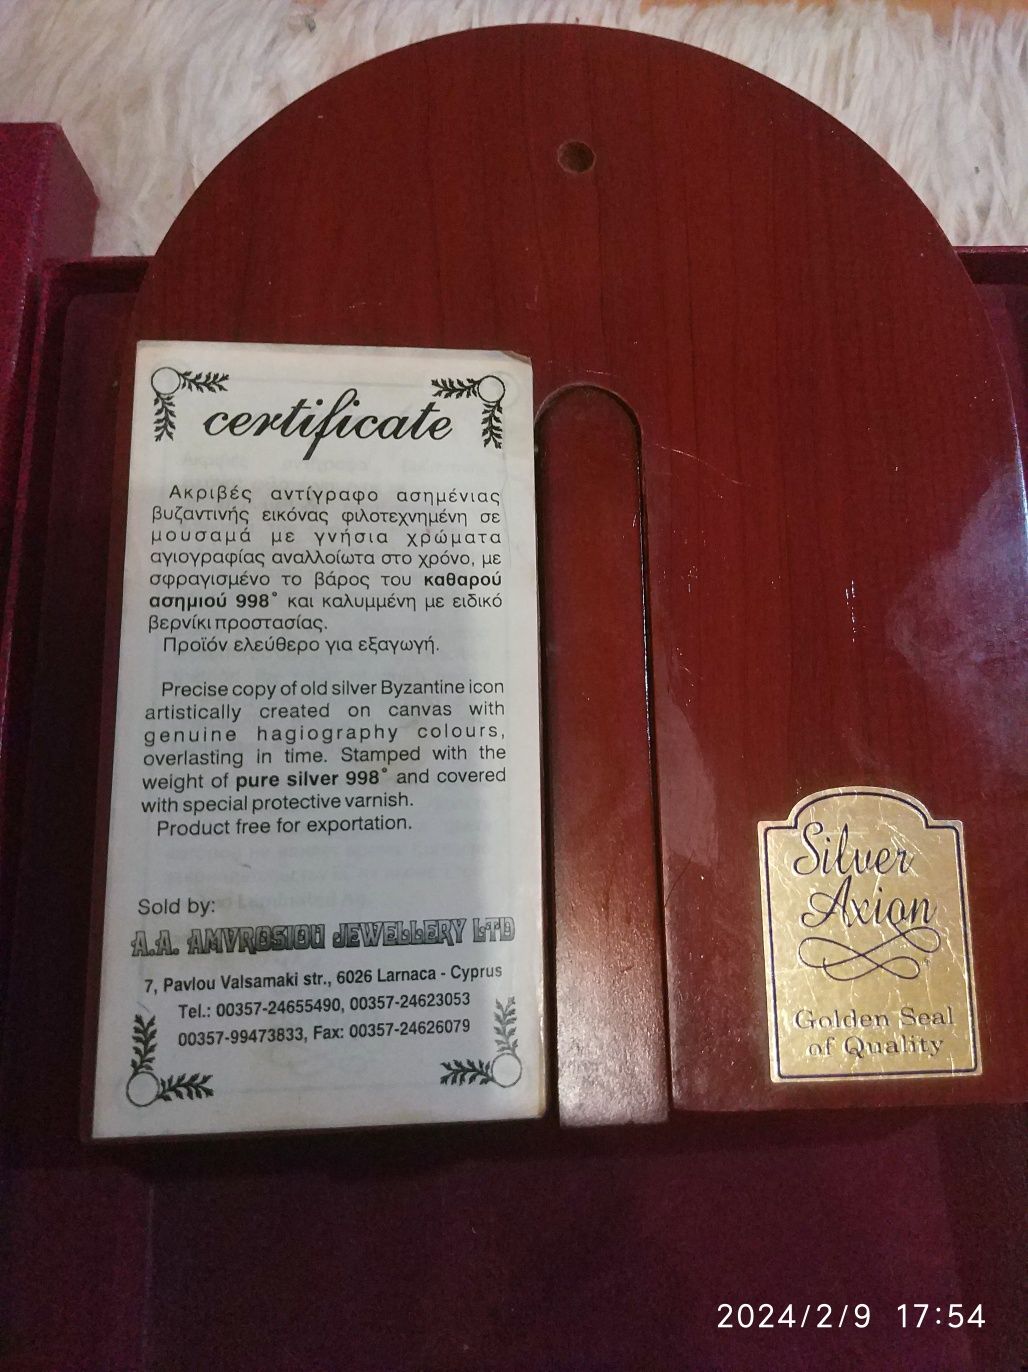 certificate
Ακριβές αντίγραφο ασημένιας
βυζαντινής εικόνας φιλοτεχνημένη σε
μουσαμά με γνήσια χρώματα
αγιογραφίας αναλλοίωτα στο χρόνο, με
σφραγισμένο το βάρος του καθαρού
ασημιού 998° και καλυμμένη με ειδικό
βερνίκι προστασίας.
Προϊόν ελεύθερο για εξαγωγή.
Precise copy of old silver Byzantine icon
artistically created on canvas with
genuine hagiography colours,
overlasting in time. Stamped with the
weight of pure silver 998° and covered
with special protective varnish.
Product free for exportation.
Sold by:
A.A. AMVROSIOU JEWELLERY LTD
7, Pavlou Valsamaki str., 6026 Larnaca - Cyprus
Tel.: 00357-24655490, 00357-24623053
00357-99473833, Fax: 00357-24626079
Silver
Axion
Golden Seal
of Quality
2024/2/9 17:54